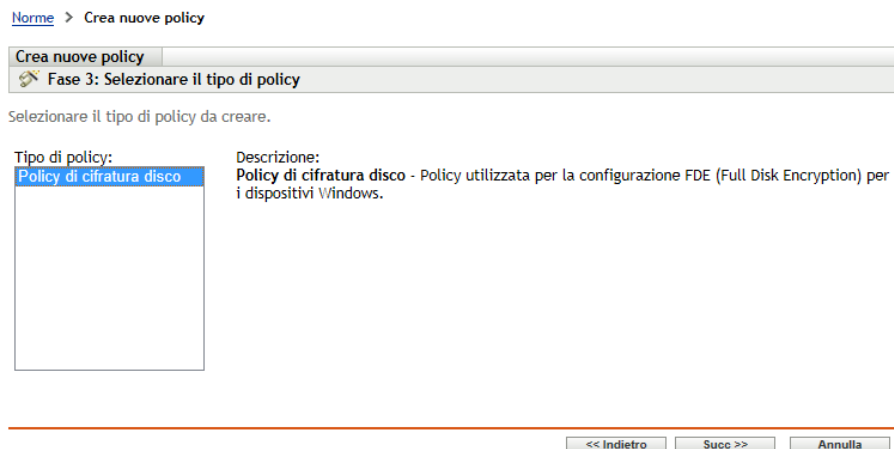 Norme > Crea nuove policy
Crea nuove policy
Fase 3: Selezionare il tipo di policy
Selezionare il tipo di policy da creare.
Tipo di policy:
Policy di cifratura disco
Descrizione:
Policy di cifratura disco - Policy utilizzata per la configurazione FDE (Full Disk Encryption) per
i dispositivi Windows.
<< Indietro
Succ >>
Annulla